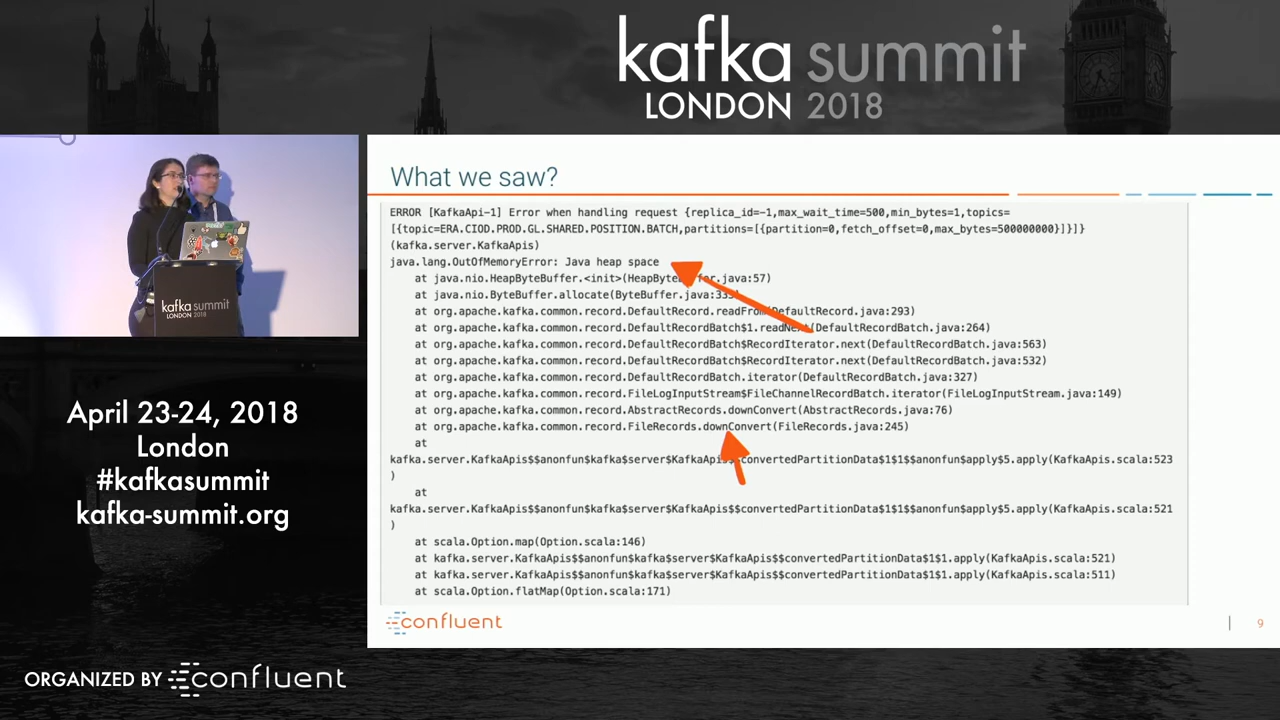 kafka summit
LONDON 2018
kafka summit
LONDON 2018
April 23-24, 2018
London
#kafkasummit
kafka-summit.org
ORGANIZED BY confluent
What we saw?
ERROR [KafkaApi-1] Error when handling request {replica_id=-1,max_wait_time=500,min_bytes=1,topics=
[{topic=ERA.CIOD.PROD.GL.SHARED.POSITION.BATCH,partitions=[{partition=0,fetch_offset=0,max_bytes=500000000}]}]}
(kafka.server.KafkaApis)
java.lang.OutOfMemoryError: Java heap space
at java.nio.HeapByteBuffer.<init>(HeapByteBuffer.java:57)
at java.nio.ByteBuffer.allocate(ByteBuffer.java:335)
at org.apache.kafka.common.record.DefaultRecord.readFrom(DefaultRecord.java:293)
at org.apache.kafka.common.record.DefaultRecordBatch$1.readNext(DefaultRecordBatch.java:264)
at org.apache.kafka.common.record.DefaultRecordBatch$RecordIterator.next(DefaultRecordBatch.java:563)
at org.apache.kafka.common.record.DefaultRecordBatch$RecordIterator.next(DefaultRecordBatch.java:532)
at org.apache.kafka.common.record.DefaultRecordBatch.iterator(DefaultRecordBatch.java:327)
at org.apache.kafka.common.record.FileLogInputStream$FileChannelRecordBatch.iterator(FileLogInputStream.java:149)
at org.apache.kafka.common.record.AbstractRecords.downConvert(AbstractRecords.java:76)
at org.apache.kafka.common.record.FileRecords.downConvert(FileRecords.java:245)
at
kafka.server.KafkaApis$$anonfun$kafka$server$KafkaApis$$convertedPartitionData$1$1$$anonfun$apply$5.apply(KafkaApis.scala:523
)
at
kafka.server.KafkaApis$$anonfun$kafka$server$KafkaApis$$convertedPartitionData$1$1$$anonfun$apply$5.apply(KafkaApis.scala:521
)
at scala.Option.map(Option.scala:146)
at kafka.server.KafkaApis$$anonfun$kafka$server$KafkaApis$$convertedPartitionData$1$1.apply(KafkaApis.scala:521)
at kafka.server.KafkaApis$$anonfun$kafka$server$KafkaApis$$convertedPartitionData$1$1.apply(KafkaApis.scala:511)
at scala.Option.flatMap(Option.scala:171)
confluent
| 9